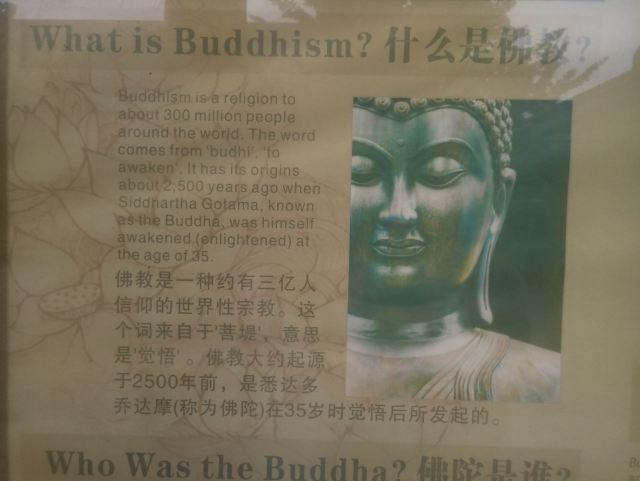 What is Buddhism? 什么是佛教?
Buddhism is a religion to
about 300 million people
around the world. The word
comes from 'budhi', 'to
awaken'. It has its origins
about 2,500 years ago when
Siddhartha Gotama, known
as the Buddha, was himself
awakened (enlightened) at
the age of 35.
佛教是一种约有三亿人
信仰的世界性宗教。这
个词来自于'菩堤'，意思
是'觉悟'。佛教大约起源
于2500年前，是悉达多
乔达摩(称为佛陀)在35岁时觉悟后所发起的。
Who Was the Buddha? 佛陀是谁?